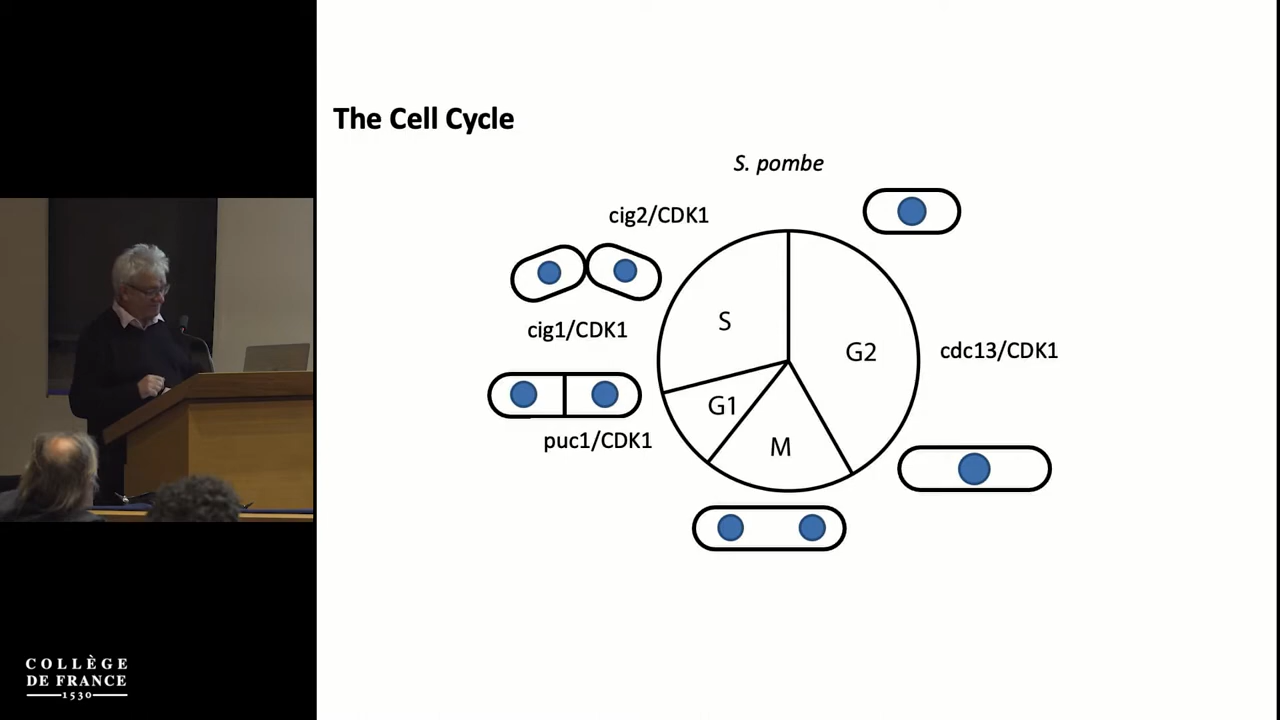 The Cell Cycle
S. pombe
cig2/CDK1
cig1/CDK1
S
G2
cdc13/CDK1
G1
puc1/CDK1
M
COLLÈGE
DE FRANCE
1530